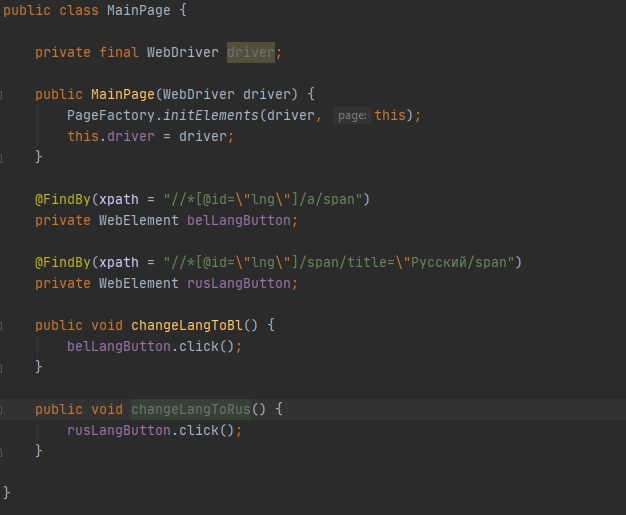 public class MainPage {
private final WebDriver driver;
public MainPage(WebDriver driver) {
PageFactory.initElements(driver, page: this);
this.driver = driver;
}
@FindBy(xpath = "//*[@id=\"lng\"]/a/span")
private WebElement belLangButton;
@FindBy(xpath = "//*[@id=\"lng\"]/span/title=\"Русский/span")
private WebElement rusLangButton;
public void changeLangToBl() {
belLangButton.click();
}
public void changeLangToRus() {
rusLangButton.click();
}
}